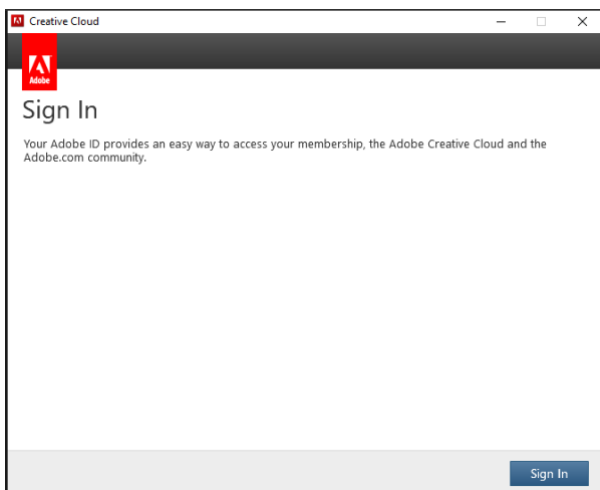 Creative Cloud
Adobe
Sign In
Your Adobe ID provides an easy way to access your membership, the Adobe Creative Cloud and the
Adobe.com community.
Sign In